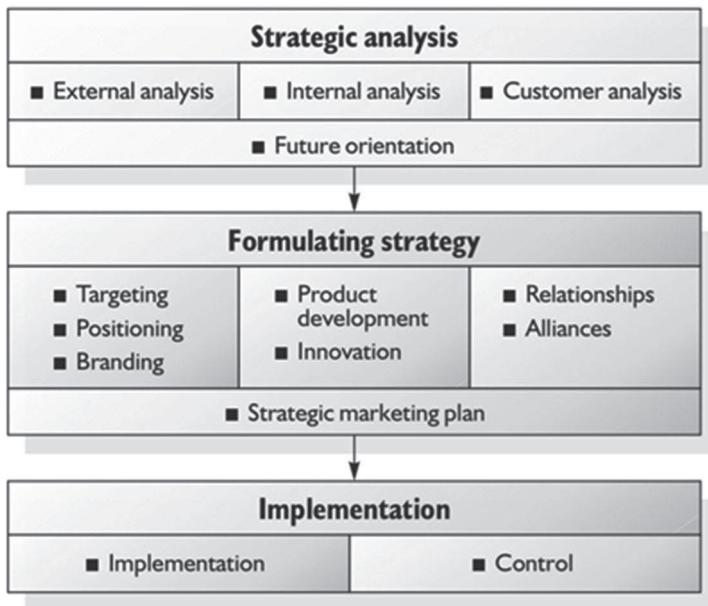 Strategic analysis
■ External analysis
■ Internal analysis
■ Customer analysis
■ Future orientation
Formulating strategy
■ Targeting
■ Positioning
■ Branding
■ Product
development
■ Innovation
■ Relationships
■ Alliances
■ Strategic marketing plan
Implementation
■ Implementation
■ Control